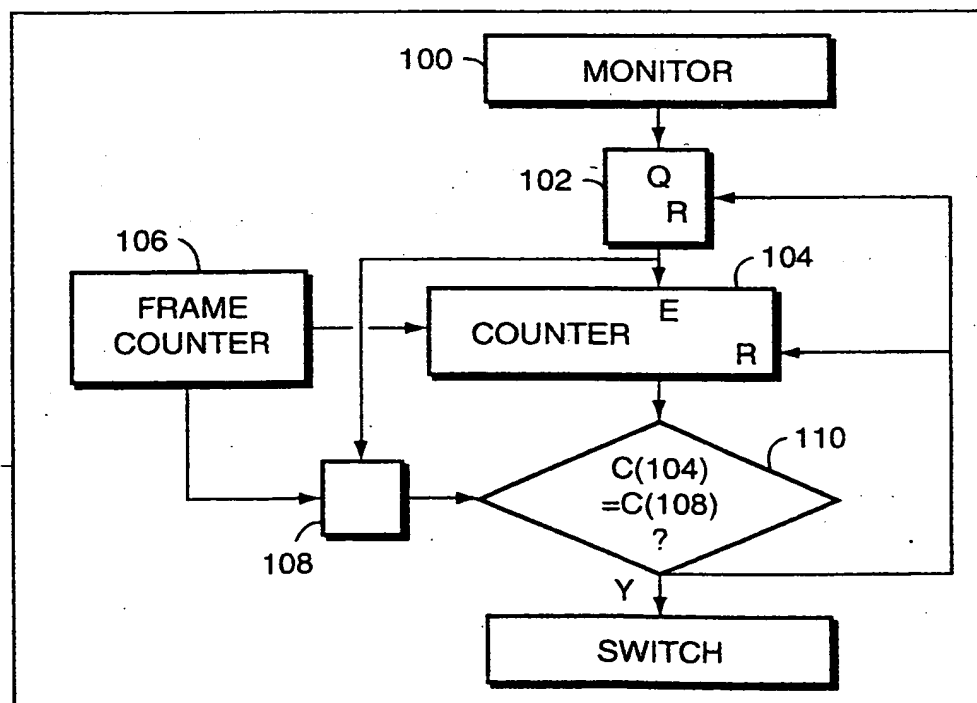 100
MONITOR
102
Q
R
106
FRAME
COUNTER
104
E
COUNTER
R
110
C(104)
=C(108)
?
108
Y
SWITCH